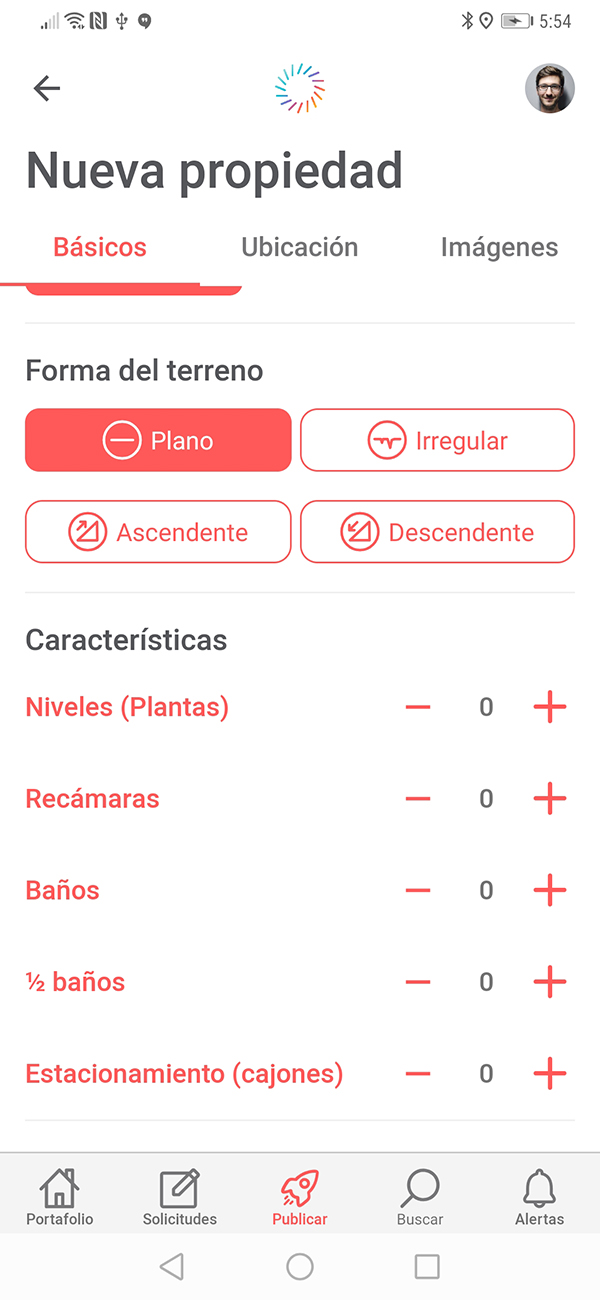 5:54
Nueva propiedad
Básicos Ubicación Imágenes
Forma del terreno
Plano Irregular
Ascendente Descendente
Características
Niveles (Plantas) − 0 +
Recámaras − 0 +
Baños − 0 +
½ baños − 0 +
Estacionamiento (cajones) − 0 +
Portafolio Solicitudes Publicar Buscar Alertas